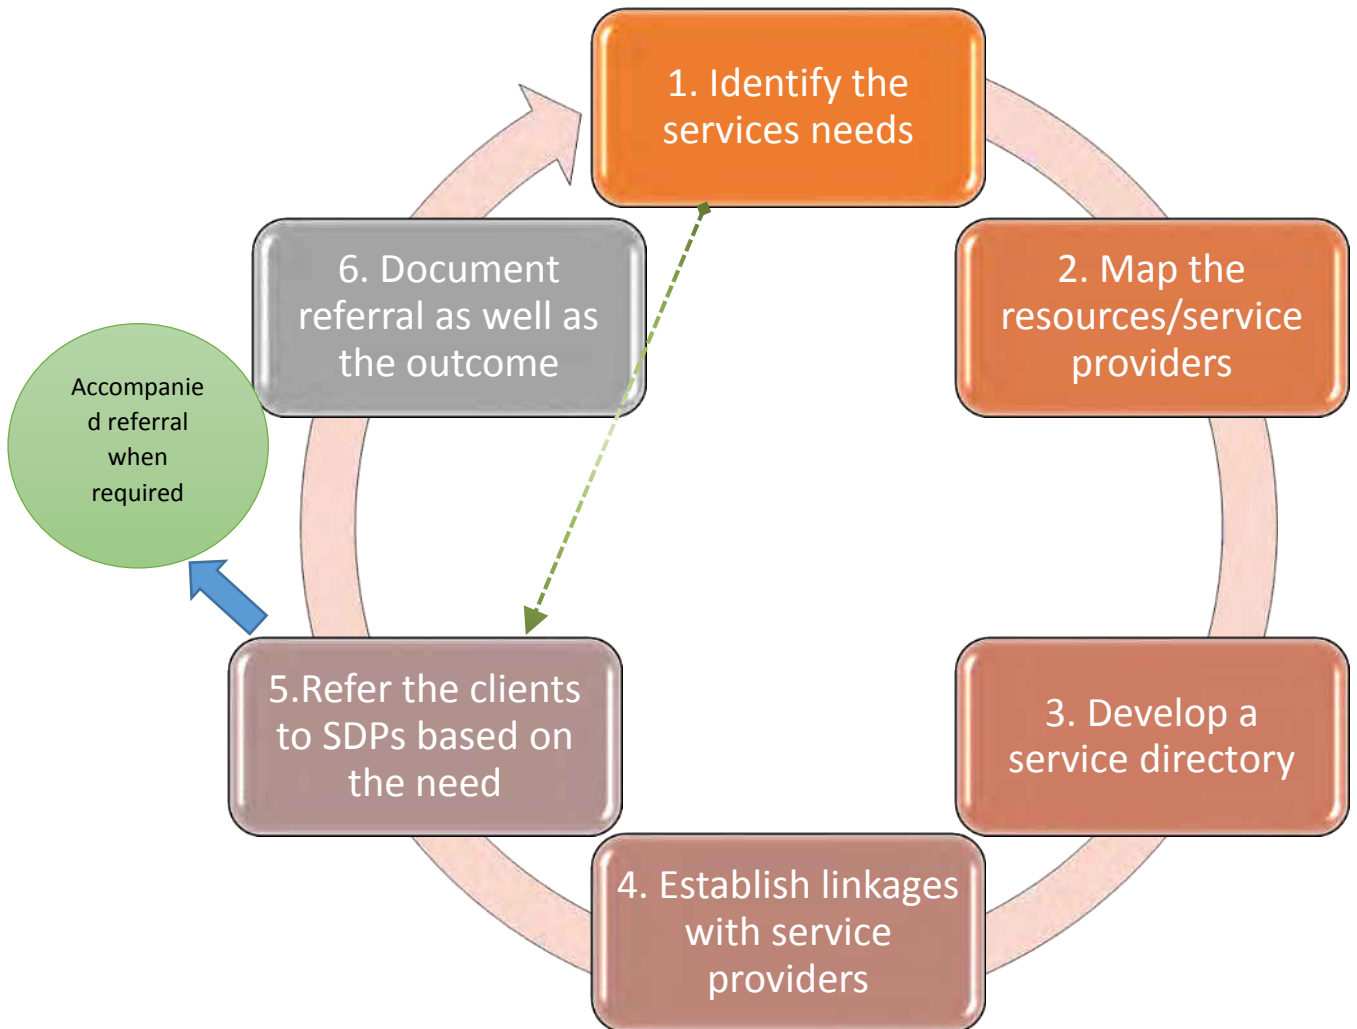 1. Identify the
services needs
2. Map the
resources/service
providers
3. Develop a
service directory
4. Establish linkages
with service
providers
5.Refer the clients
to SDPs based on
the need
6. Document
referral as well as
the outcome
Accompanie
d referral
when
required